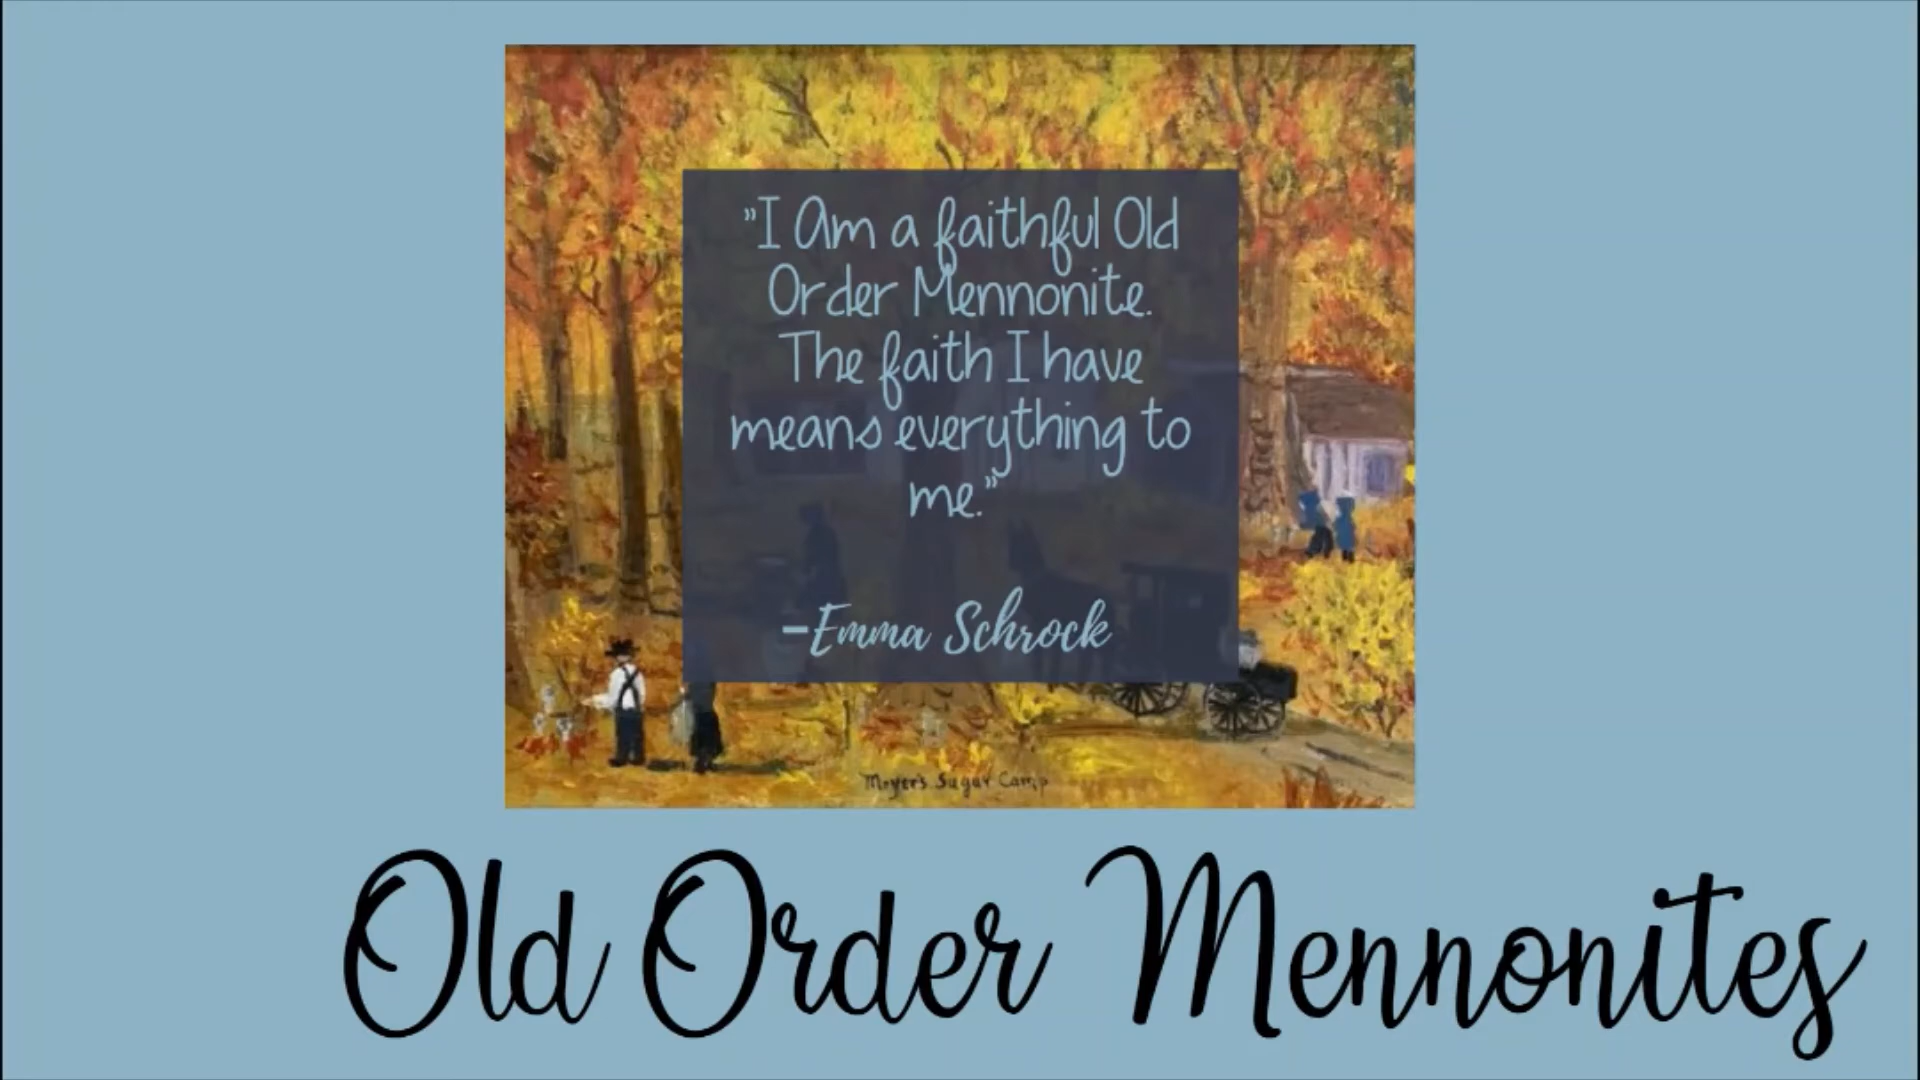 "I Am a faithful Old
Order Mennonite.
The faith I have
means everything to
me."
-Emma Schrock
Meyer's Sugar Camp
Old Order Mennonites